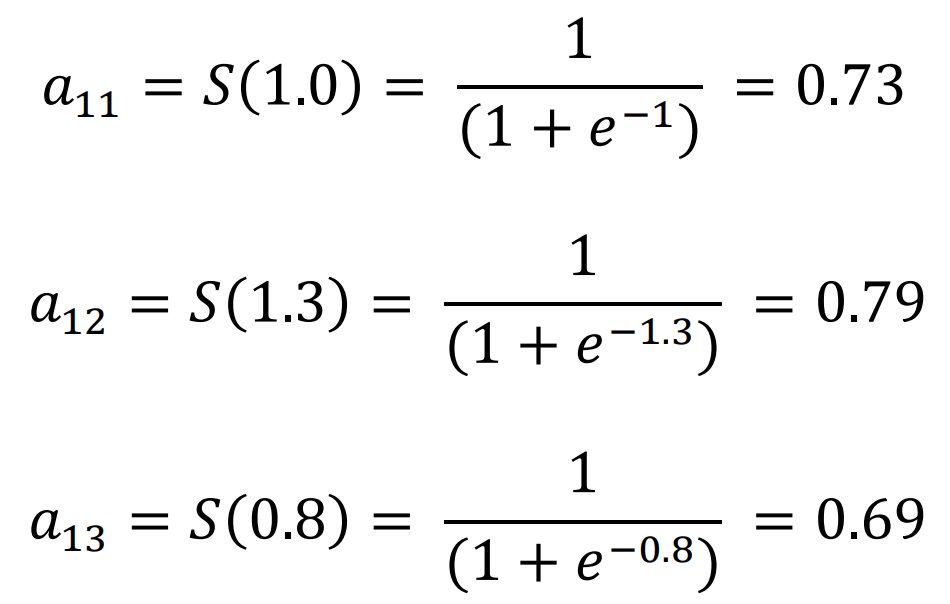 a₁₁ = S(1.0) = 1 / (1 + e⁻¹) = 0.73
a₁₂ = S(1.3) = 1 / (1 + e⁻¹·³) = 0.79
a₁₃ = S(0.8) = 1 / (1 + e⁻⁰·⁸) = 0.69